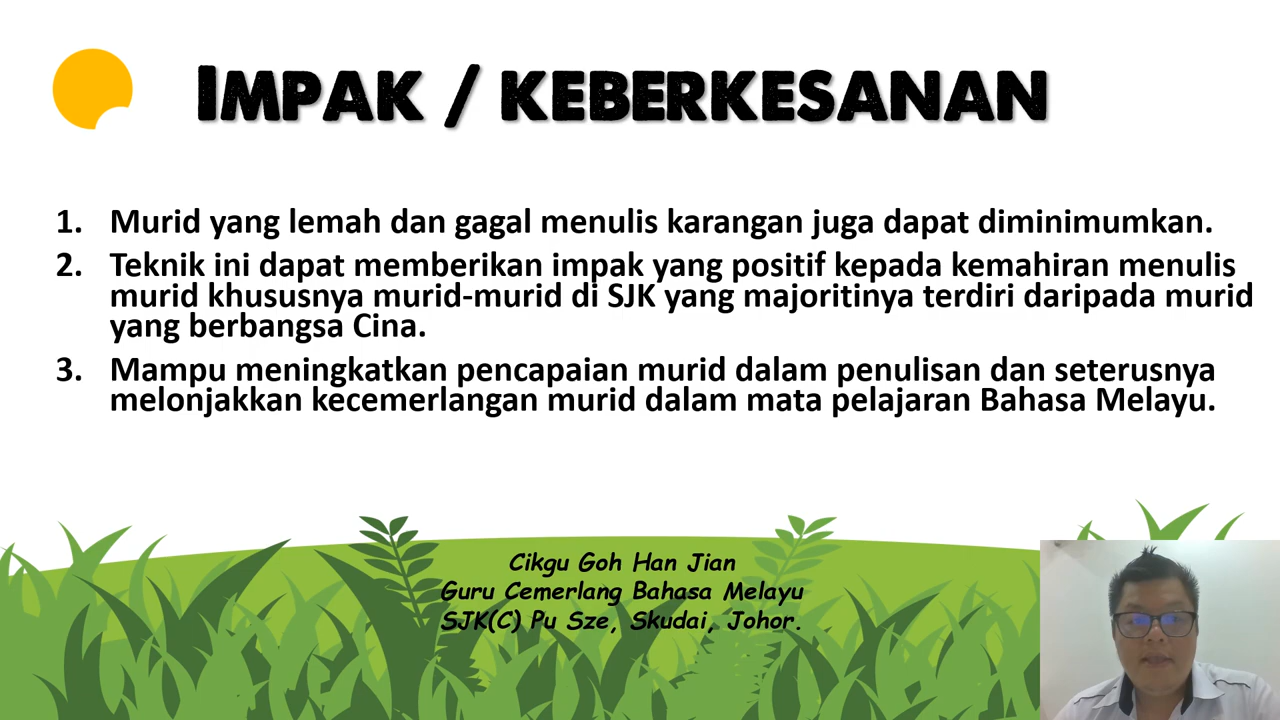 IMPAK / KEBERKESANAN
1. Murid yang lemah dan gagal menulis karangan juga dapat diminimumkan.
2. Teknik ini dapat memberikan impak yang positif kepada kemahiran menulis
murid khususnya murid-murid di SJK yang majoritinya terdiri daripada murid
yang berbangsa Cina.
3. Mampu meningkatkan pencapaian murid dalam penulisan dan seterusnya
melonjakkan kecemerlangan murid dalam mata pelajaran Bahasa Melayu.
Cikgu Goh Han Jian
Guru Cemerlang Bahasa Melayu
SJK(C) Pu Sze, Skudai, Johor.